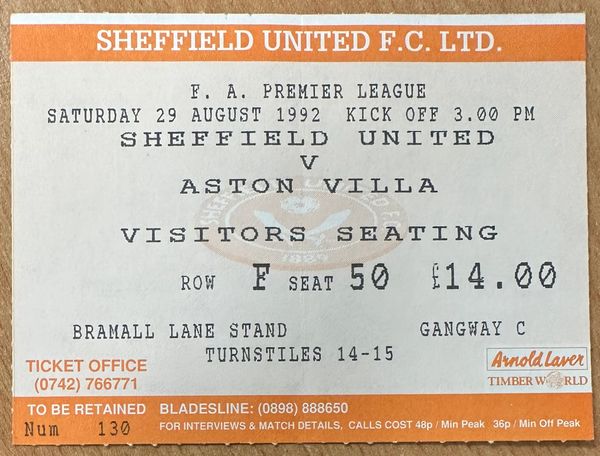 SHEFFIELD UNITED F.C. LTD.
F. A. PREMIER LEAGUE
SATURDAY 29 AUGUST 1992 KICK OFF 3.00 PM
SHEFFIELD UNITED
V
ASTON VILLA
VISITORS SEATING
1889
ROW F SEAT 50 £14.00
BRAMALL LANE STAND GANGWAY C
TURNSTILES 14-15
TICKET OFFICE
(0742) 766771
Arnold Laver
TIMBER WORLD
TO BE RETAINED BLADESLINE: (0898) 888650
Num 130 FOR INTERVIEWS & MATCH DETAILS, CALLS COST 48p / Min Peak 36p / Min Off Peak